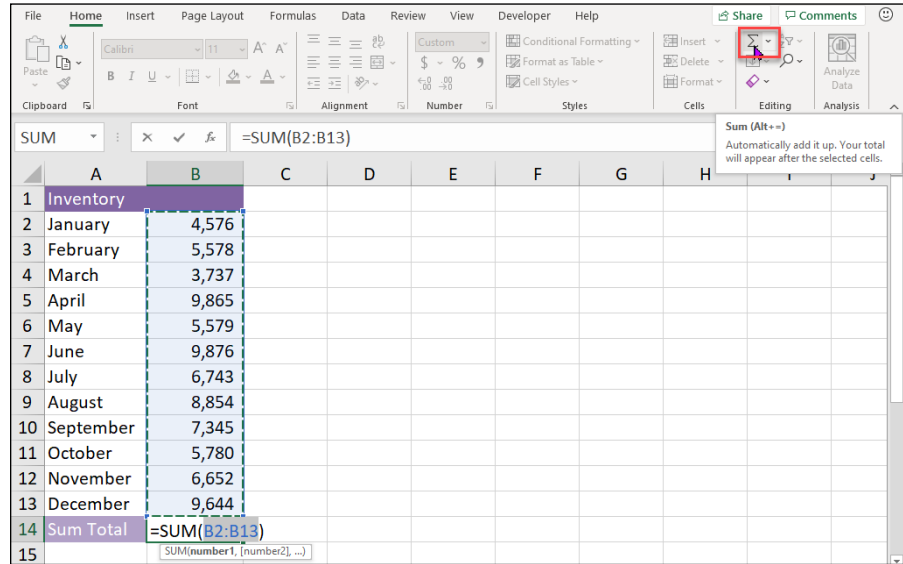 File Home Insert Page Layout Formulas Data Review View Developer Help Share Comments
Calibri 11 A^ A˅ ab Custom Conditional Formatting Insert Σ
Paste B I U A $ % 9 Format as Table Delete Analyze
Cell Styles Format Data
Clipboard Font Alignment Number Styles Cells Editing Analysis
SUM fx =SUM(B2:B13)
Sum (Alt+=)
Automatically add it up. Your total
will appear after the selected cells.
A B C D E F G H I J
1 Inventory
2 January 4,576
3 February 5,578
4 March 3,737
5 April 9,865
6 May 5,579
7 June 9,876
8 July 6,743
9 August 8,854
10 September 7,345
11 October 5,780
12 November 6,652
13 December 9,644
14 Sum Total =SUM(B2:B13)
SUM(number1, [number2], ...)
15